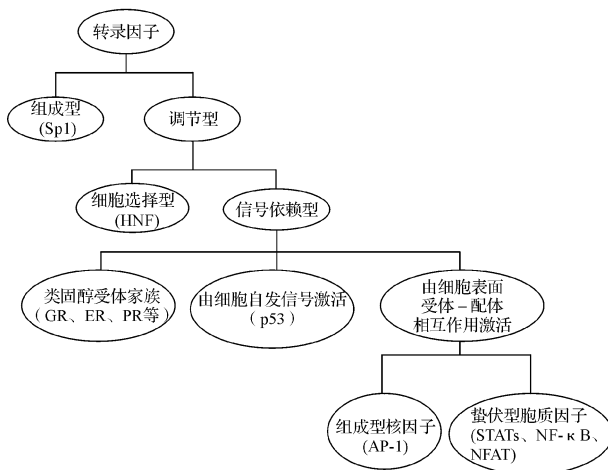 转录因子
组成型
(Sp1)
调节型
细胞选择型
(HNF)
信号依赖型
类固醇受体家族
（GR、ER、PR等）
由细胞自发信号激活
（p53）
由细胞表面
受体－配体
相互作用激活
组成型核因子
(AP-1)
蛰伏型胞质因子
(STATs、NF-κB、
NFAT)